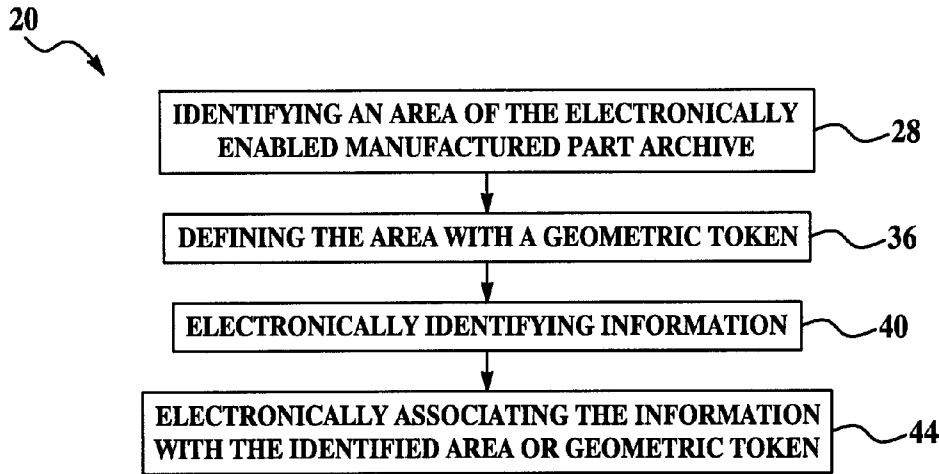 20
IDENTIFYING AN AREA OF THE ELECTRONICALLY
ENABLED MANUFACTURED PART ARCHIVE
28
DEFINING THE AREA WITH A GEOMETRIC TOKEN
36
ELECTRONICALLY IDENTIFYING INFORMATION
40
ELECTRONICALLY ASSOCIATING THE INFORMATION
WITH THE IDENTIFIED AREA OR GEOMETRIC TOKEN
44